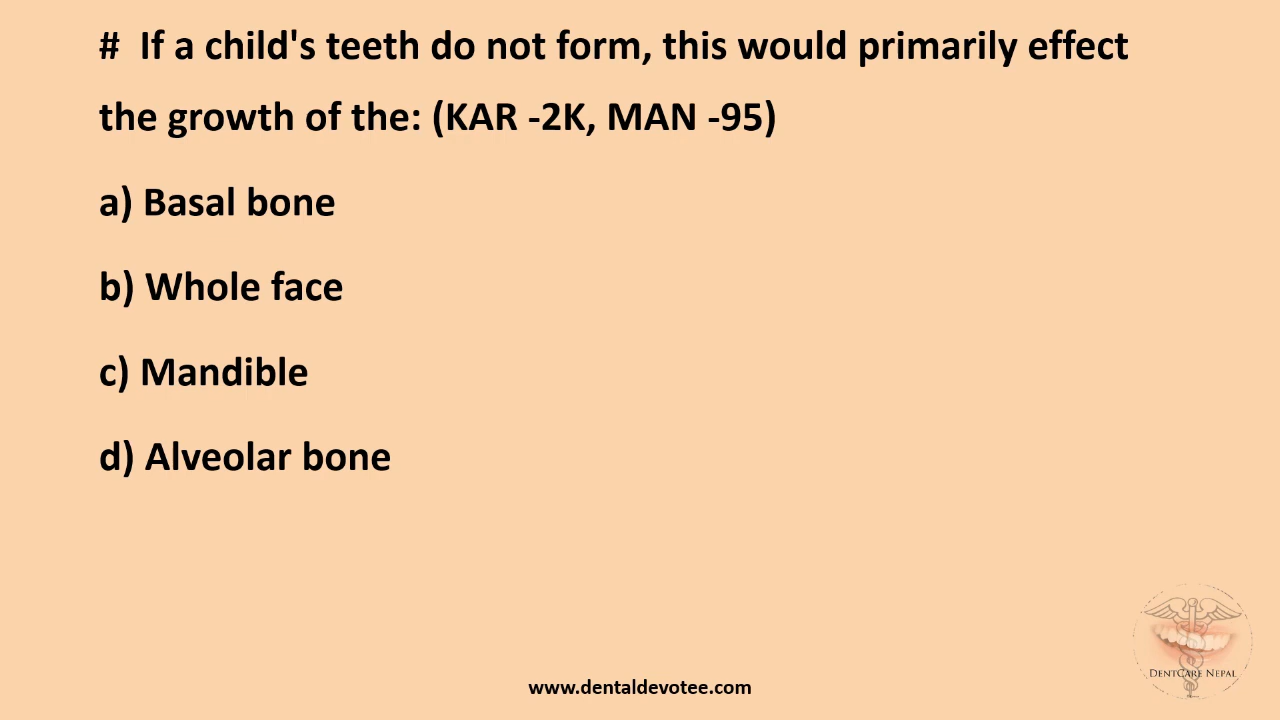 # If a child's teeth do not form, this would primarily effect
the growth of the: (KAR -2K, MAN -95)
a) Basal bone
b) Whole face
c) Mandible
d) Alveolar bone
DENTCARE NEPAL
www.dentaldevotee.com